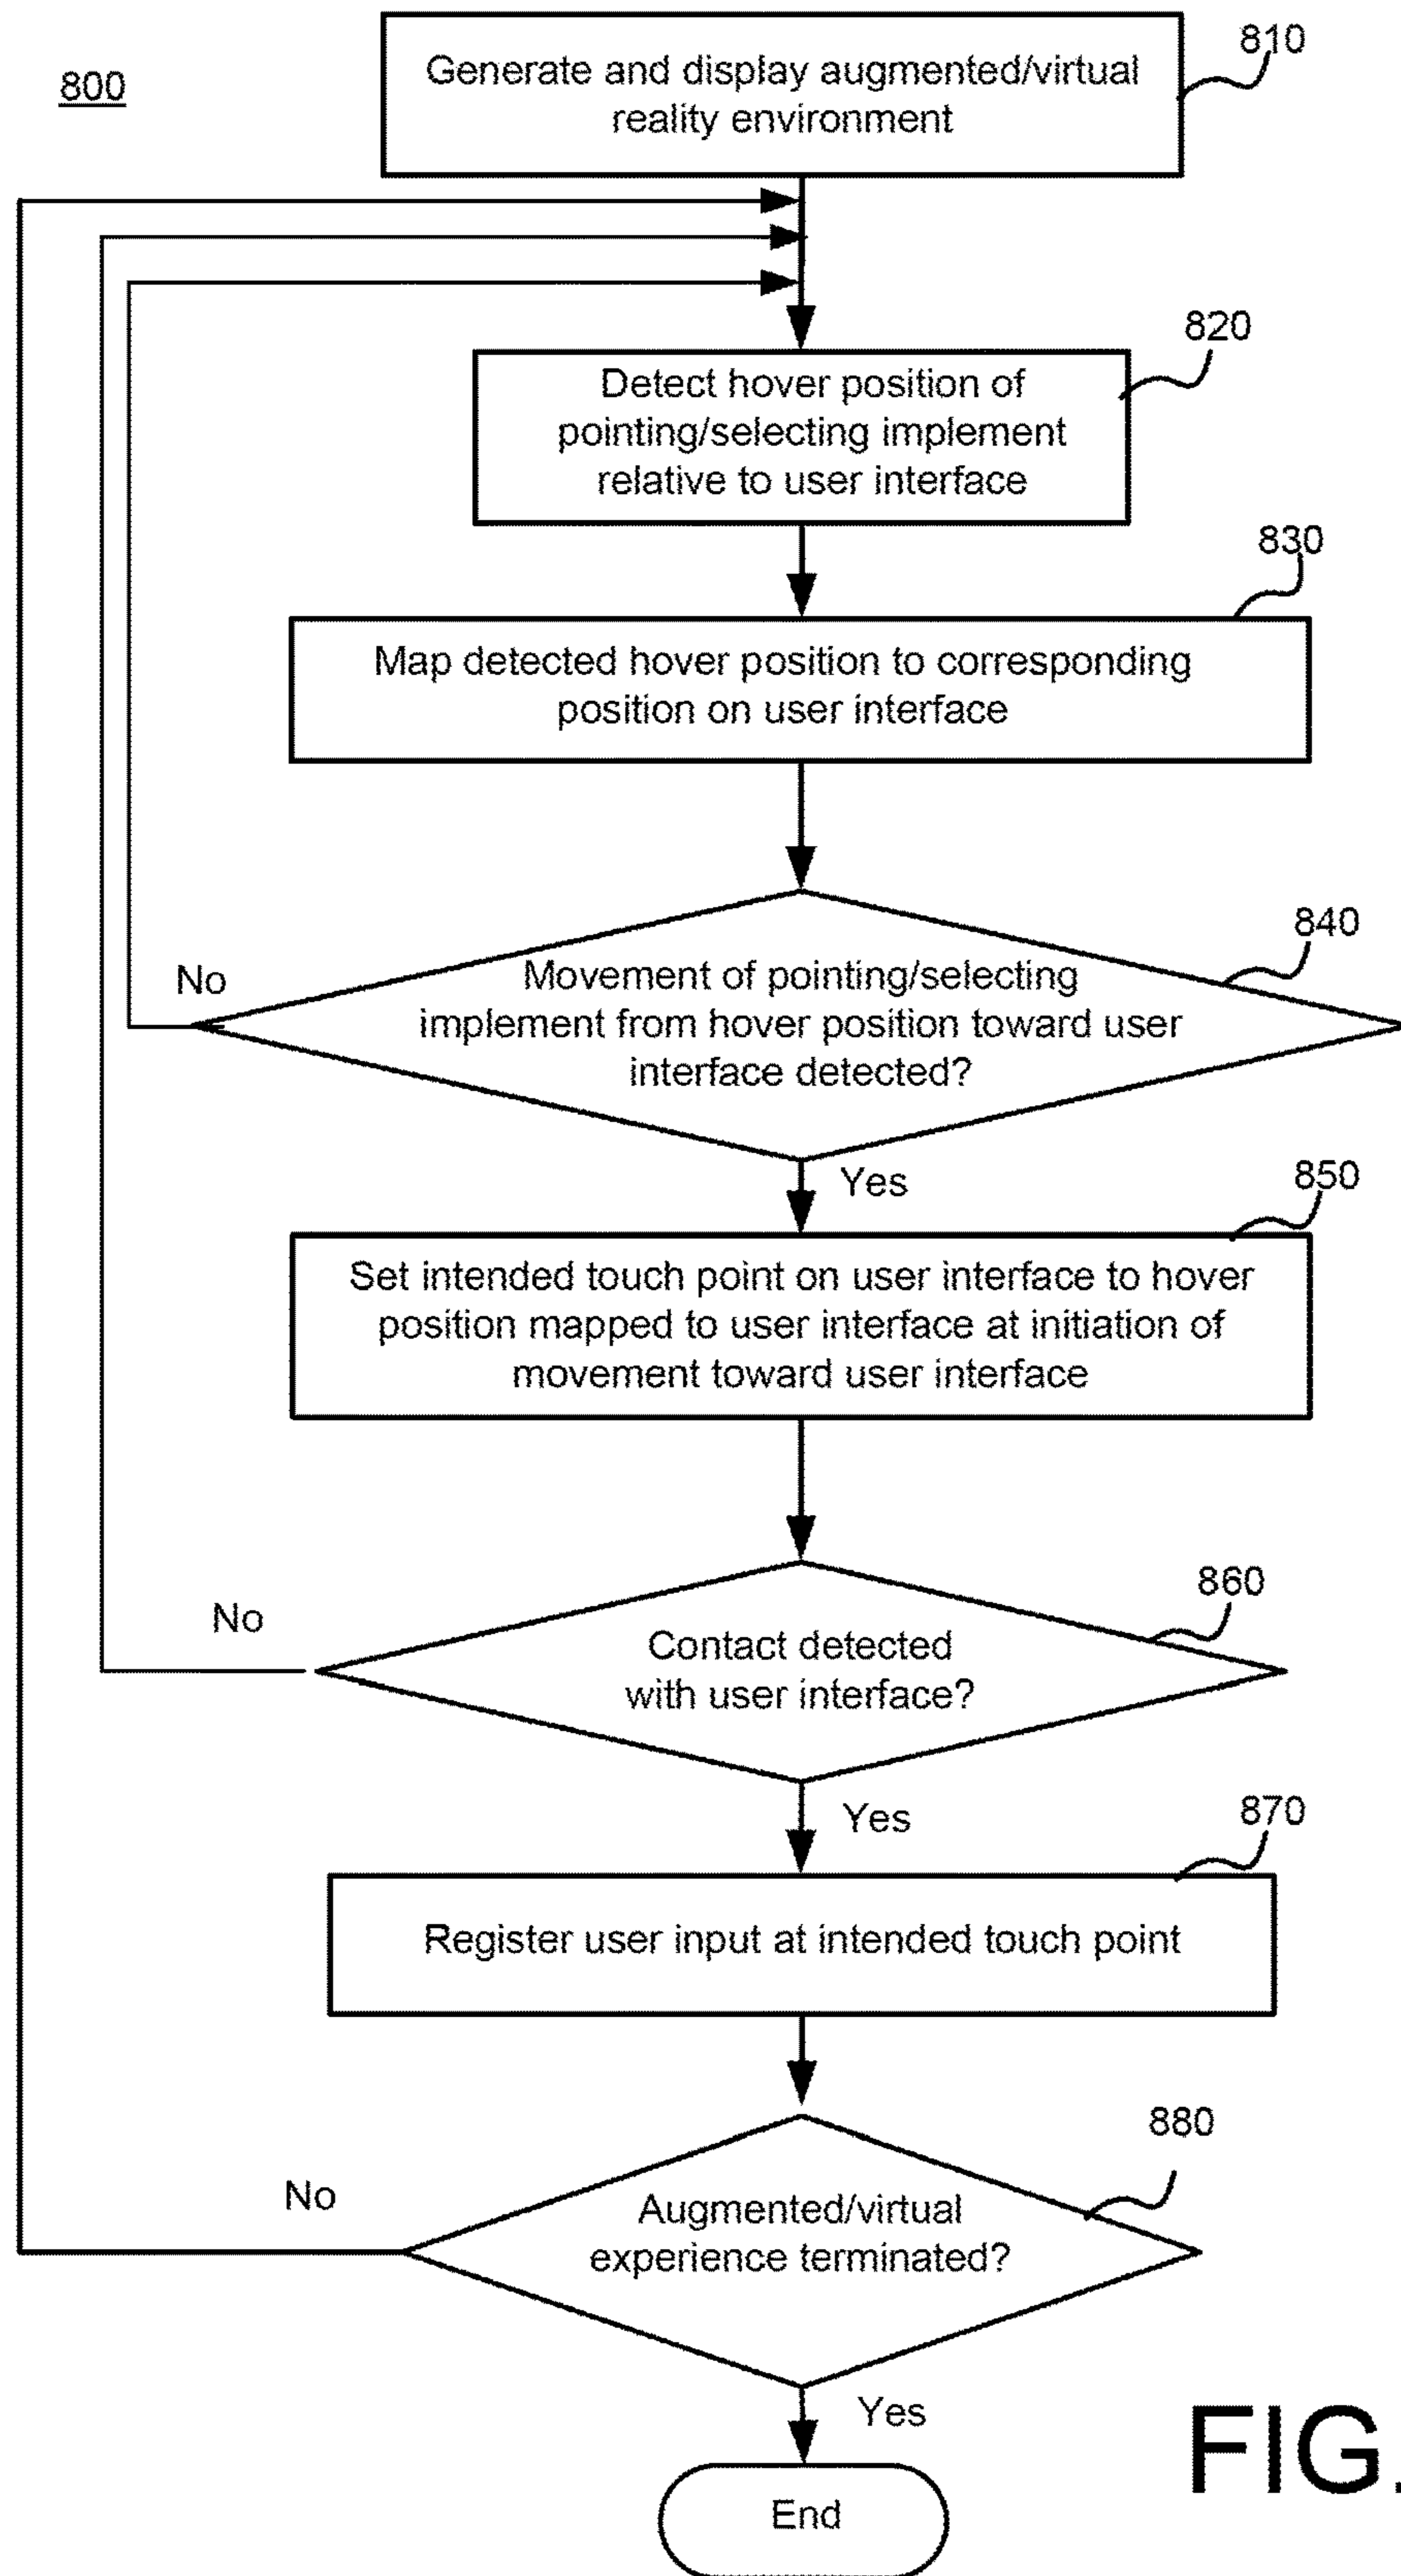 800
Generate and display augmented/virtual
reality environment
810
Detect hover position of
pointing/selecting implement
relative to user interface
820
Map detected hover position to corresponding
position on user interface
830
Movement of pointing/selecting
implement from hover position toward user
interface detected?
840
No
Yes
Set intended touch point on user interface to hover
position mapped to user interface at initiation of
movement toward user interface
850
Contact detected
with user interface?
860
No
Yes
Register user input at intended touch point
870
Augmented/virtual
experience terminated?
880
No
Yes
End
FIG.